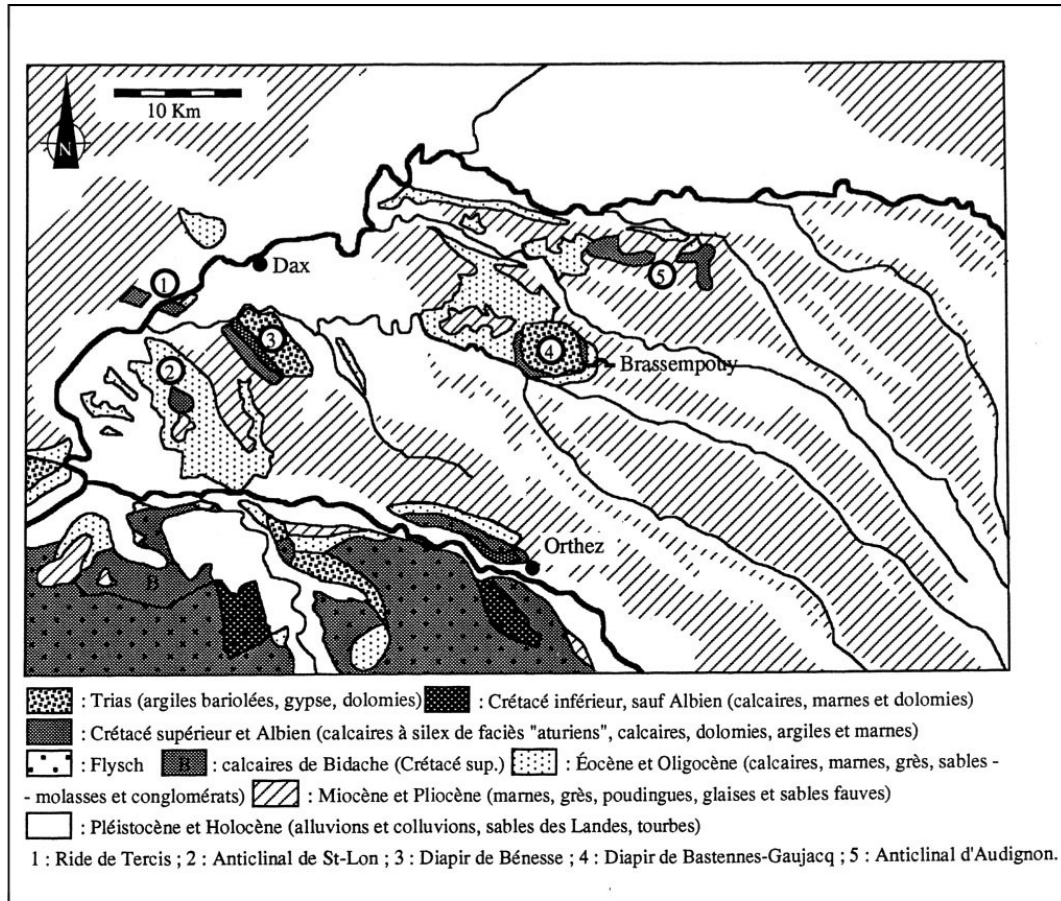 10 Km
N
1
Dax
5
3
4
Brassempouy
2
Orthez
B
: Trias (argiles bariolées, gypse, dolomies) : Crétacé inférieur, sauf Albien (calcaires, marnes et dolomies)
: Crétacé supérieur et Albien (calcaires à silex de faciès "aturiens", calcaires, dolomies, argiles et marnes)
: Flysch B : calcaires de Bidache (Crétacé sup.) : Éocène et Oligocène (calcaires, marnes, grès, sables -
- molasses et conglomérats) : Miocène et Pliocène (marnes, grès, poudingues, glaises et sables fauves)
: Pléistocène et Holocène (alluvions et colluvions, sables des Landes, tourbes)
1 : Ride de Tercis ; 2 : Anticlinal de St-Lon ; 3 : Diapir de Bénesse ; 4 : Diapir de Bastennes-Gaujacq ; 5 : Anticlinal d'Audignon.